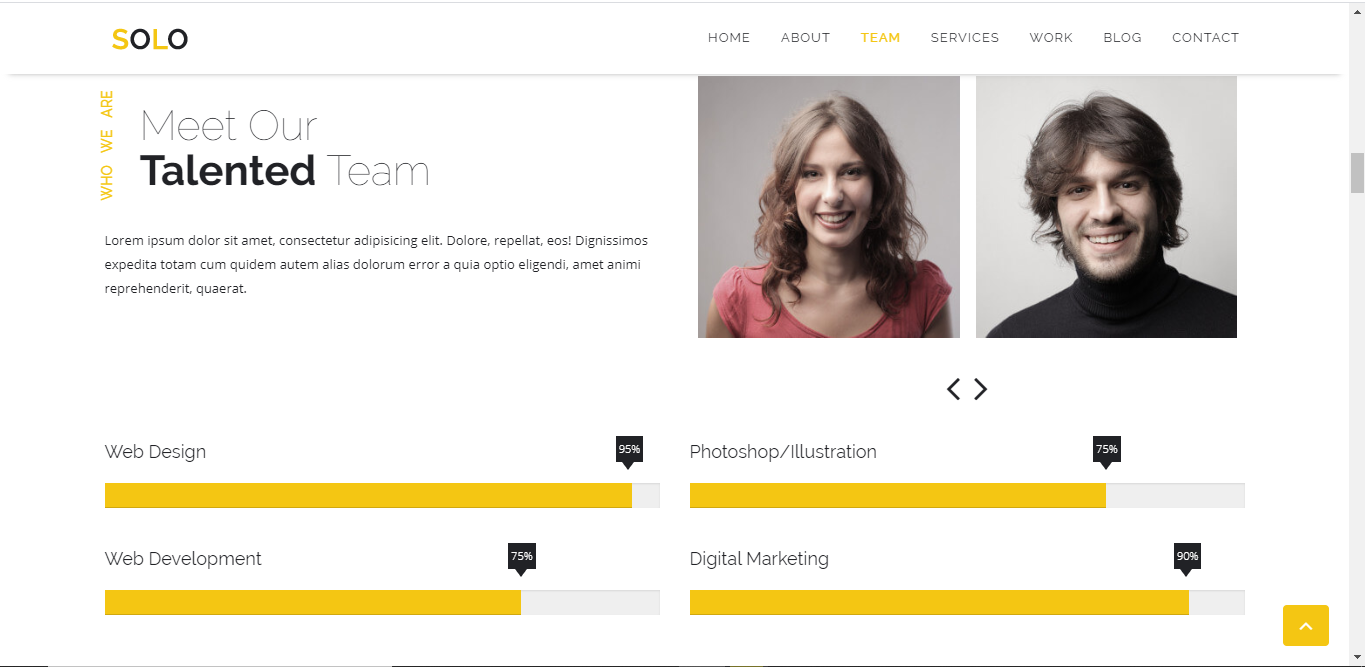 SOLO
HOME ABOUT TEAM SERVICES WORK BLOG CONTACT
WHO WE ARE
Meet Our
Talented Team
Lorem ipsum dolor sit amet, consectetur adipisicing elit. Dolore, repellat, eos! Dignissimos
expedita totam cum quidem autem alias dolorum error a quia optio eligendi, amet animi
reprehenderit, quaerat.
Web Design
95%
Photoshop/Illustration
75%
Web Development
75%
Digital Marketing
90%